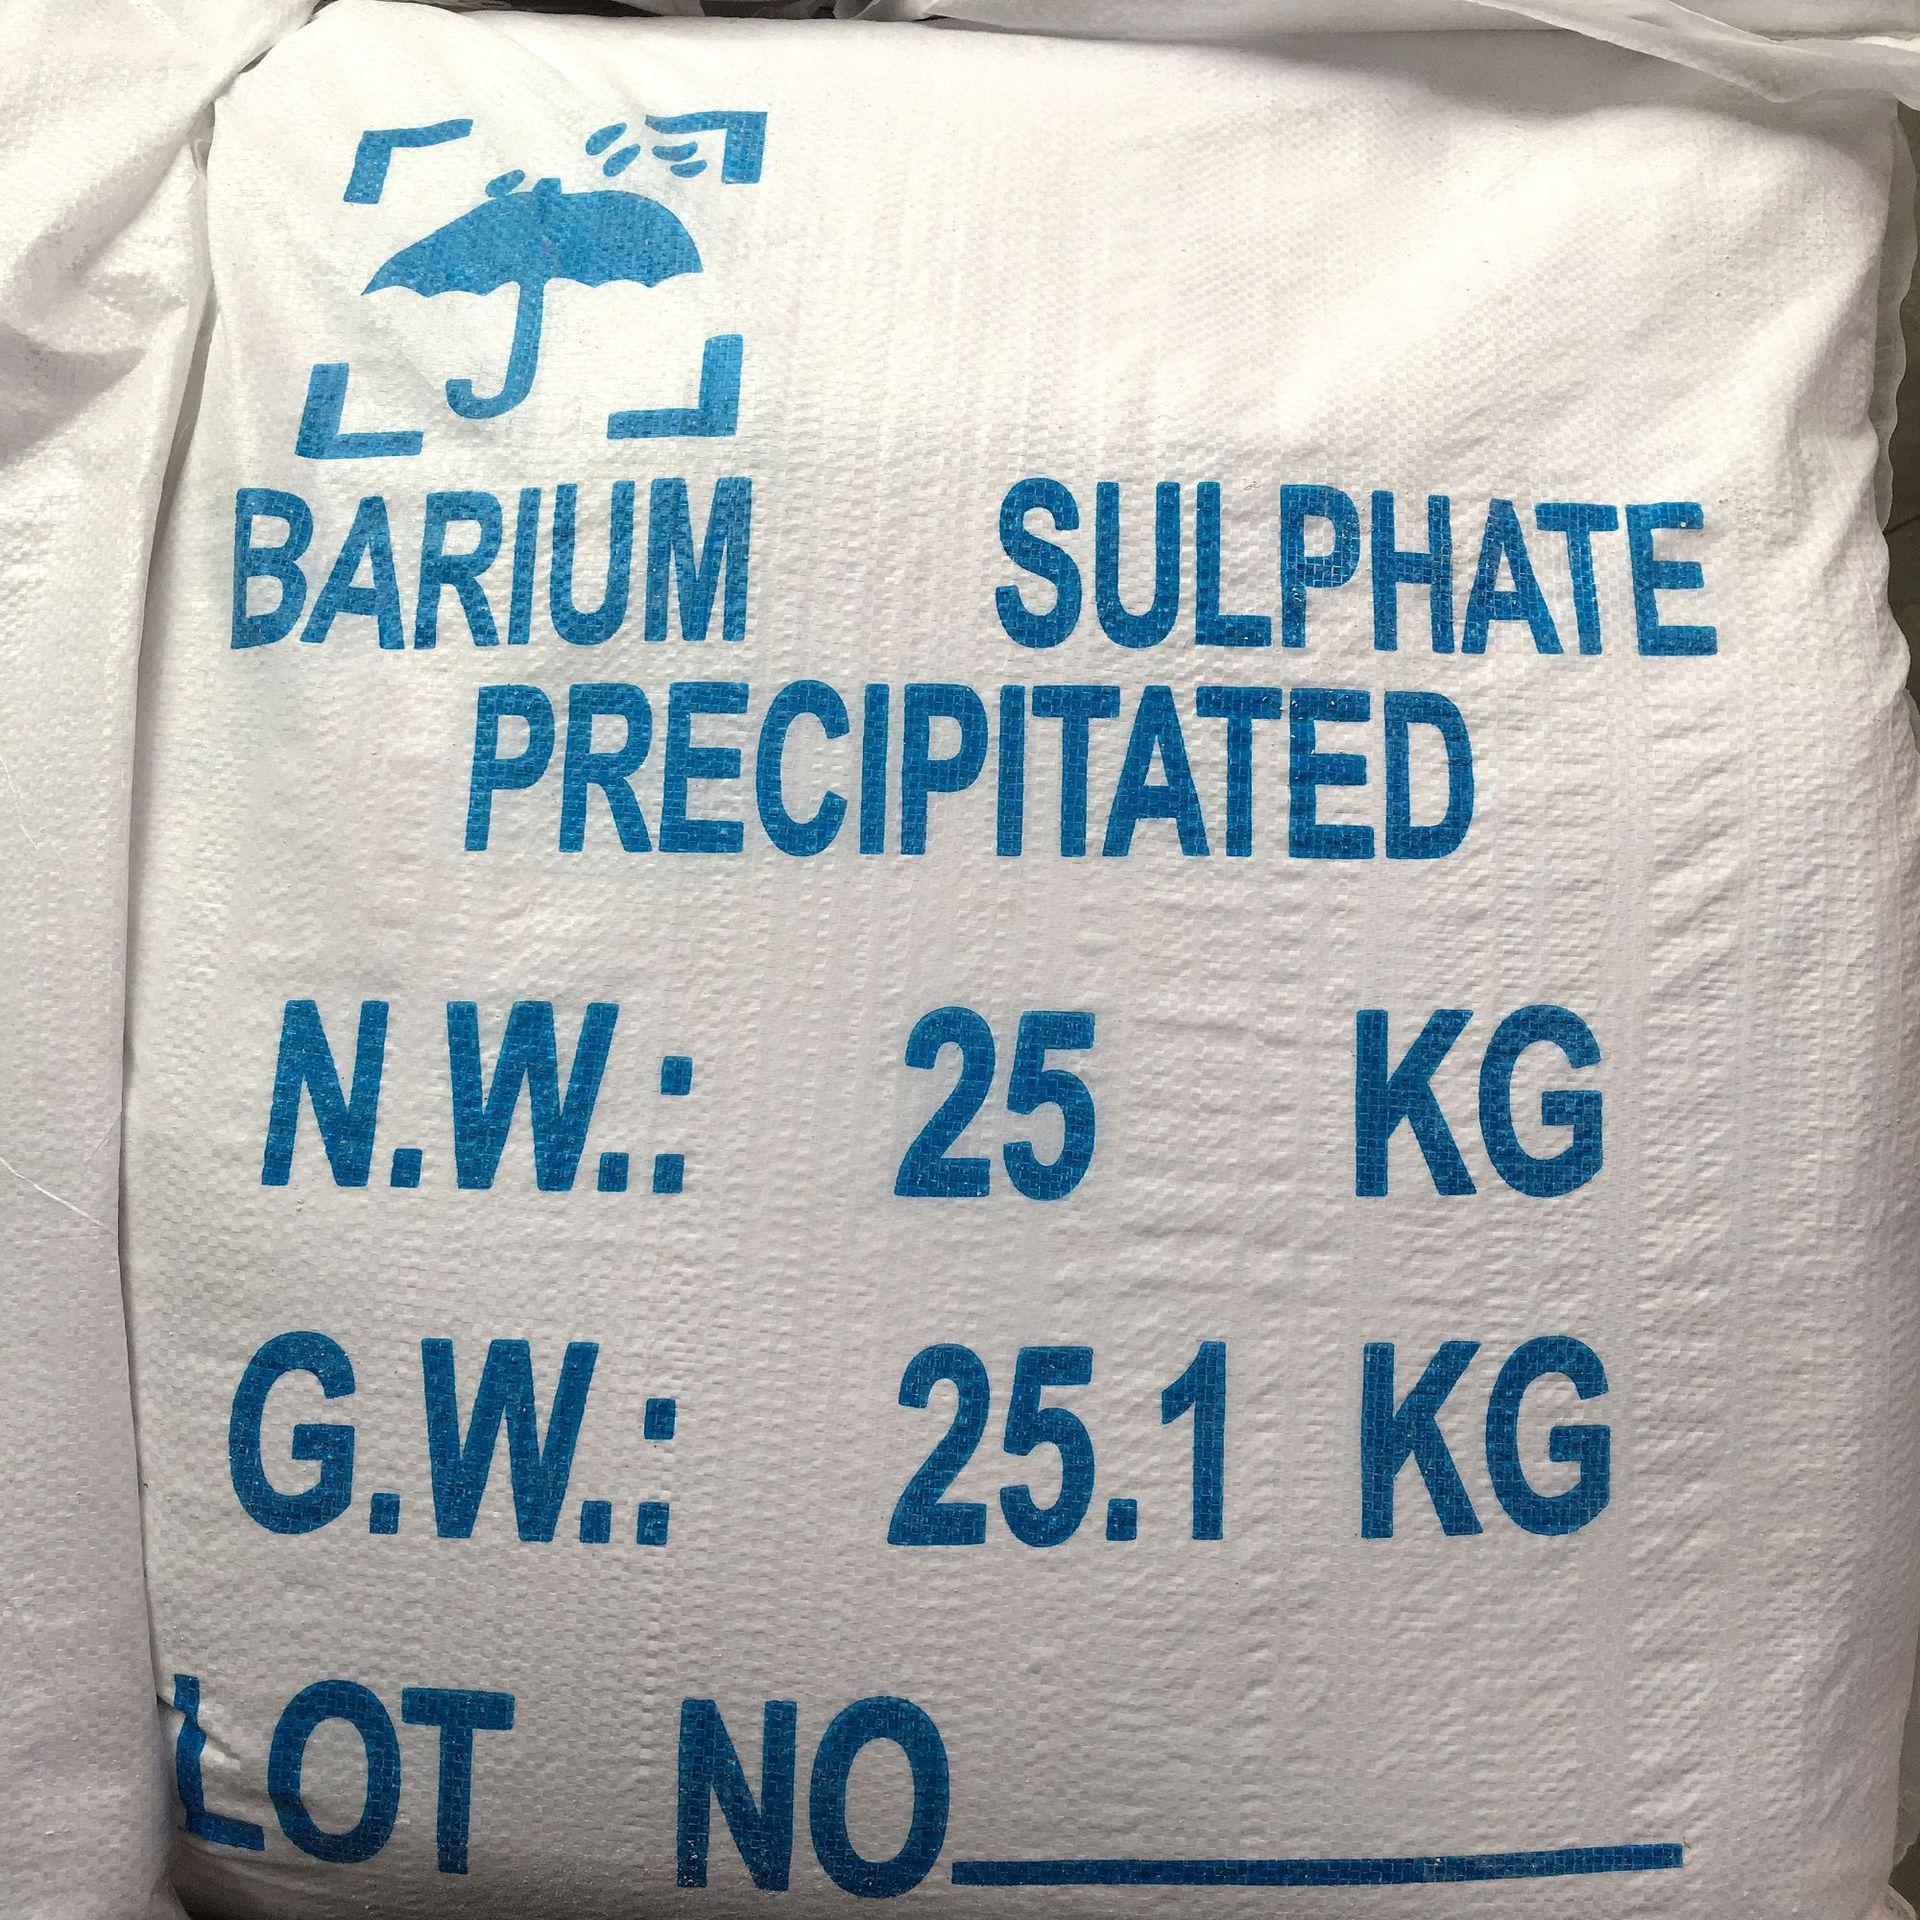 BARIUM SULPHATE
PRECIPITATED
N.W.: 25 KG
G.W.: 25.1 KG
LOT NO